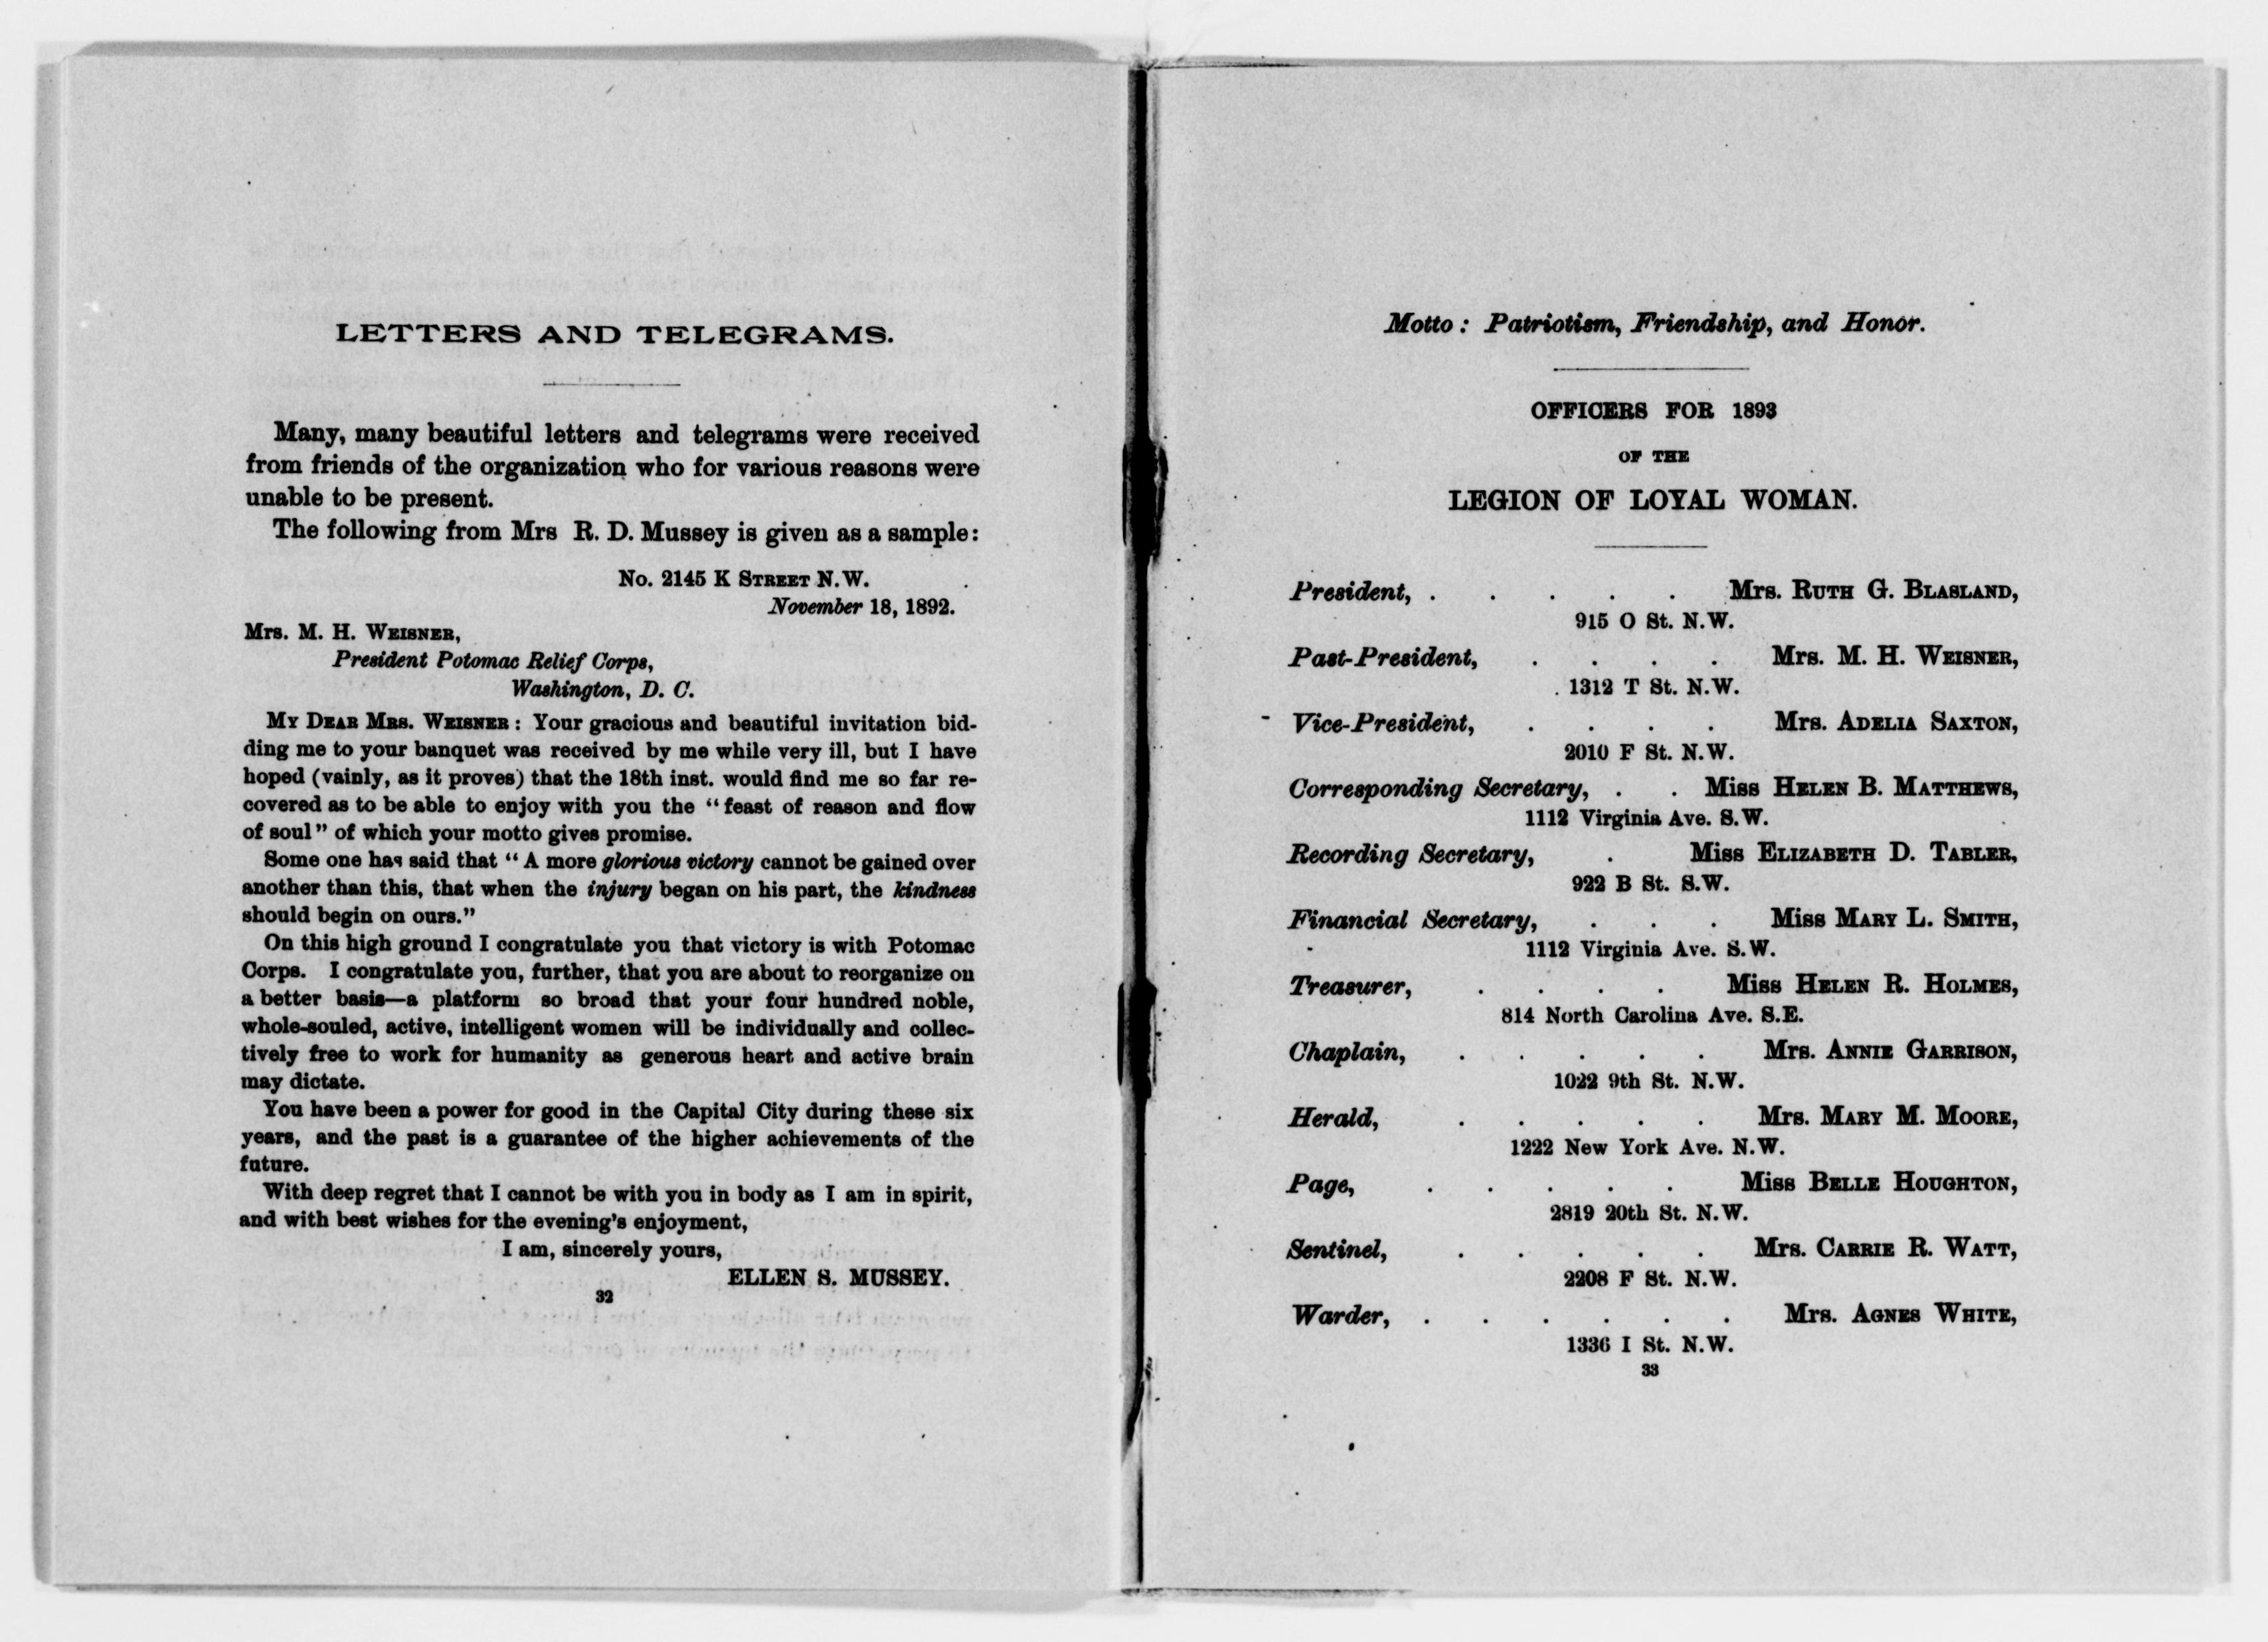 LETTERS AND TELEGRAMS.
Many, many beautiful letters and telegrams were received
from friends of the organization who for various reasons were
unable to be present.
The following from Mrs R. D. Mussey is given as a sample:
No. 2145 K Street N.W.
November 18, 1892.
Mrs. M. H. Weisner,
President Potomac Relief Corps,
Washington, D. C.
My Dear Mrs. Weisner: Your gracious and beautiful invitation bid-
ding me to your banquet was received by me while very ill, but I have
hoped (vainly, as it proves) that the 18th inst. would find me so far re-
covered as to be able to enjoy with you the "feast of reason and flow
of soul" of which your motto gives promise.
Some one has said that "A more glorious victory cannot be gained over
another than this, that when the injury began on his part, the kindness
should begin on ours."
On this high ground I congratulate you that victory is with Potomac
Corps. I congratulate you, further, that you are about to reorganize on
a better basis—a platform so broad that your four hundred noble,
whole-souled, active, intelligent women will be individually and collec-
tively free to work for humanity as generous heart and active brain
may dictate.
You have been a power for good in the Capital City during these six
years, and the past is a guarantee of the higher achievements of the
future.
With deep regret that I cannot be with you in body as I am in spirit,
and with best wishes for the evening's enjoyment,
I am, sincerely yours,
ELLEN S. MUSSEY.
32
Motto: Patriotism, Friendship, and Honor.
OFFICERS FOR 1893
OF THE
LEGION OF LOYAL WOMAN.
President, . . . . . Mrs. Ruth G. Blasland,
915 O St. N.W.
Past-President, . . . . Mrs. M. H. Weisner,
1312 T St. N.W.
Vice-President, . . . . Mrs. Adelia Saxton,
2010 F St. N.W.
Corresponding Secretary, . . Miss Helen B. Matthews,
1112 Virginia Ave. S.W.
Recording Secretary, . Miss Elizabeth D. Tabler,
922 B St. S.W.
Financial Secretary, . . . Miss Mary L. Smith,
1112 Virginia Ave. S.W.
Treasurer, . . . . Miss Helen R. Holmes,
814 North Carolina Ave. S.E.
Chaplain, . . . . . Mrs. Annie Garrison,
1022 9th St. N.W.
Herald, . . . . . Mrs. Mary M. Moore,
1222 New York Ave. N.W.
Page, . . . . . Miss Belle Houghton,
2819 20th St. N.W.
Sentinel, . . . . . Mrs. Carrie R. Watt,
2208 F St. N.W.
Warder, . . . . . . Mrs. Agnes White,
1336 I St. N.W.
33